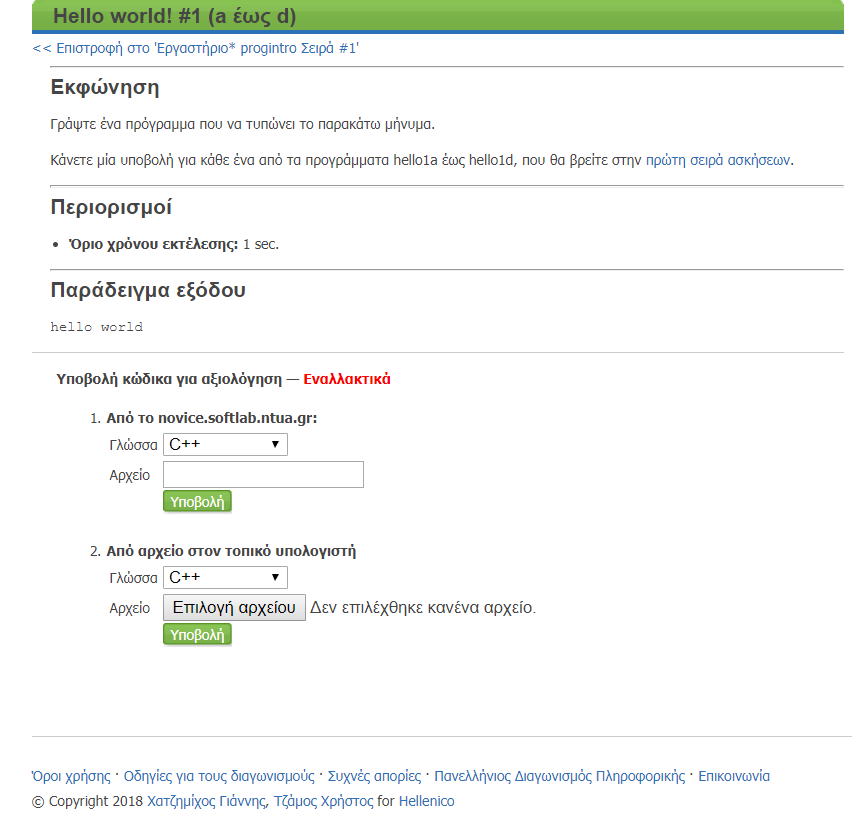 Hello world! #1 (a έως d)
<< Επιστροφή στο 'Εργαστήριο* progintro Σειρά #1'
Εκφώνηση
Γράψτε ένα πρόγραμμα που να τυπώνει το παρακάτω μήνυμα.
Κάνετε μία υποβολή για κάθε ένα από τα προγράμματα hello1a έως hello1d, που θα βρείτε στην πρώτη σειρά ασκήσεων.
Περιορισμοί
• Όριο χρόνου εκτέλεσης: 1 sec.
Παράδειγμα εξόδου
hello world
Υποβολή κώδικα για αξιολόγηση — Εναλλακτικά
1. Από το novice.softlab.ntua.gr:
Γλώσσα C++
Αρχείο
Υποβολή
2. Από αρχείο στον τοπικό υπολογιστή
Γλώσσα C++
Αρχείο Επιλογή αρχείου Δεν επιλέχθηκε κανένα αρχείο.
Υποβολή
Όροι χρήσης · Οδηγίες για τους διαγωνισμούς · Συχνές απορίες · Πανελλήνιος Διαγωνισμός Πληροφορικής · Επικοινωνία
© Copyright 2018 Χατζημίχος Γιάννης, Τζάμος Χρήστος for Hellenico